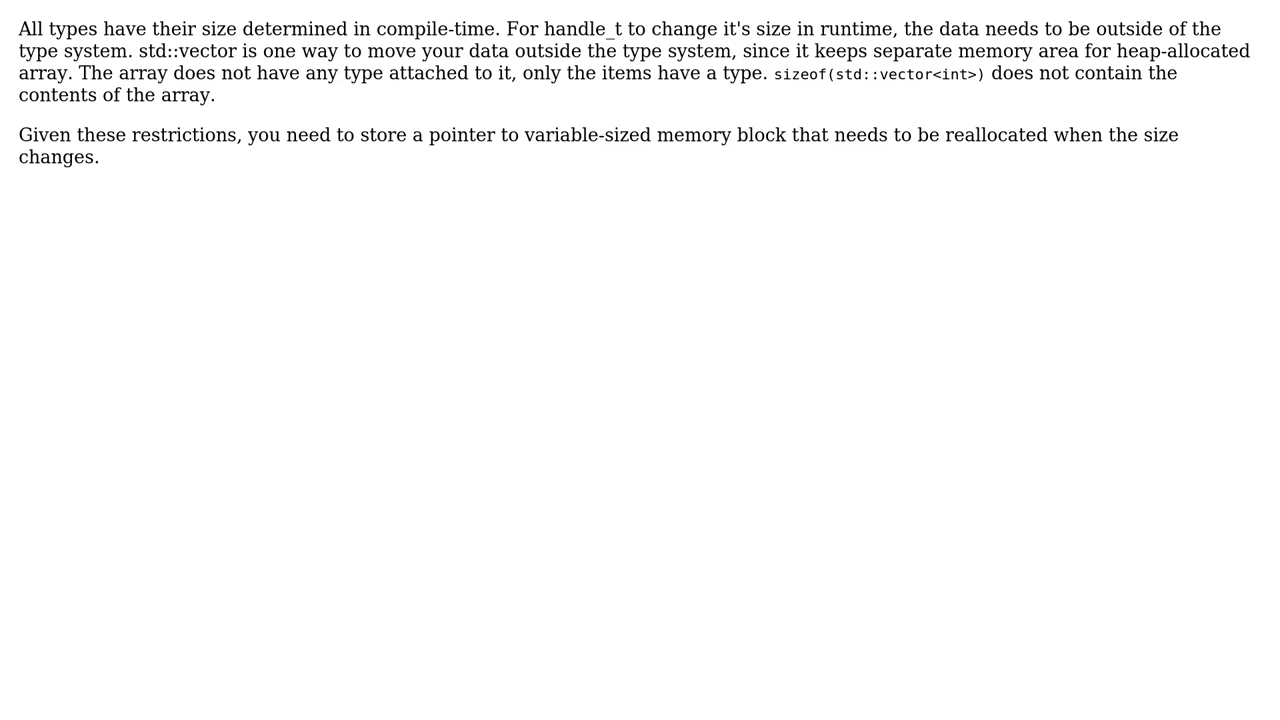 All types have their size determined in compile-time. For handle_t to change it's size in runtime, the data needs to be outside of the
type system. std::vector is one way to move your data outside the type system, since it keeps separate memory area for heap-allocated
array. The array does not have any type attached to it, only the items have a type. sizeof(std::vector<int>) does not contain the
contents of the array.
Given these restrictions, you need to store a pointer to variable-sized memory block that needs to be reallocated when the size
changes.